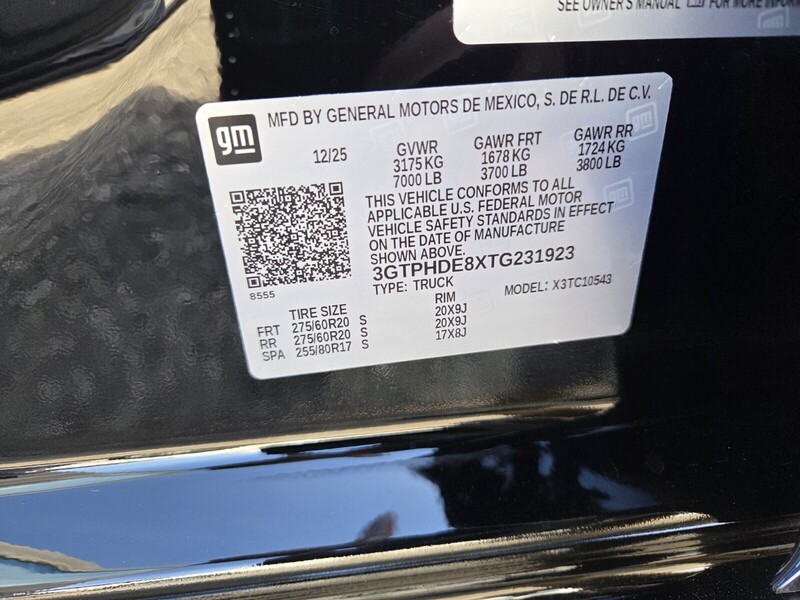 SEE OWNER'S MANUAL FOR MORE INFORM
gm
MFD BY GENERAL MOTORS DE MEXICO, S. DE R.L. DE C.V.
12/25
GVWR GAWR FRT GAWR RR
3175 KG 1678 KG 1724 KG
7000 LB 3700 LB 3800 LB
THIS VEHICLE CONFORMS TO ALL
APPLICABLE U.S. FEDERAL MOTOR
VEHICLE SAFETY STANDARDS IN EFFECT
ON THE DATE OF MANUFACTURE
SHOWN ABOVE.
3GTPHDE8XTG231923
TYPE: TRUCK MODEL: X3TC10543
8555
TIRE SIZE RIM
FRT 275/60R20 S 20X9J
RR 275/60R20 S 20X9J
SPA 255/80R17 S 17X8J